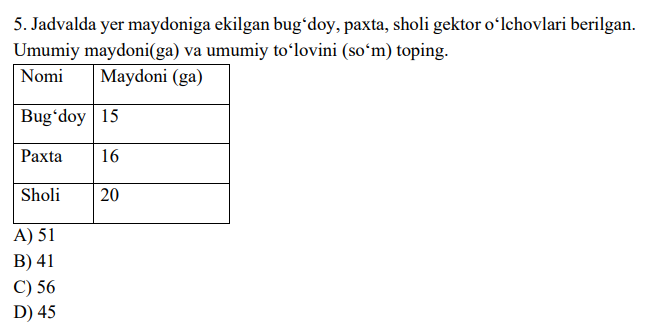 5. Jadvalda yer maydoniga ekilgan bug‘doy, paxta, sholi gektor o‘lchovlari berilgan.
Umumiy maydoni(ga) va umumiy to‘lovini (so‘m) toping.
Nomi Maydoni (ga)
Bug‘doy 15
Paxta 16
Sholi 20
A) 51
B) 41
C) 56
D) 45